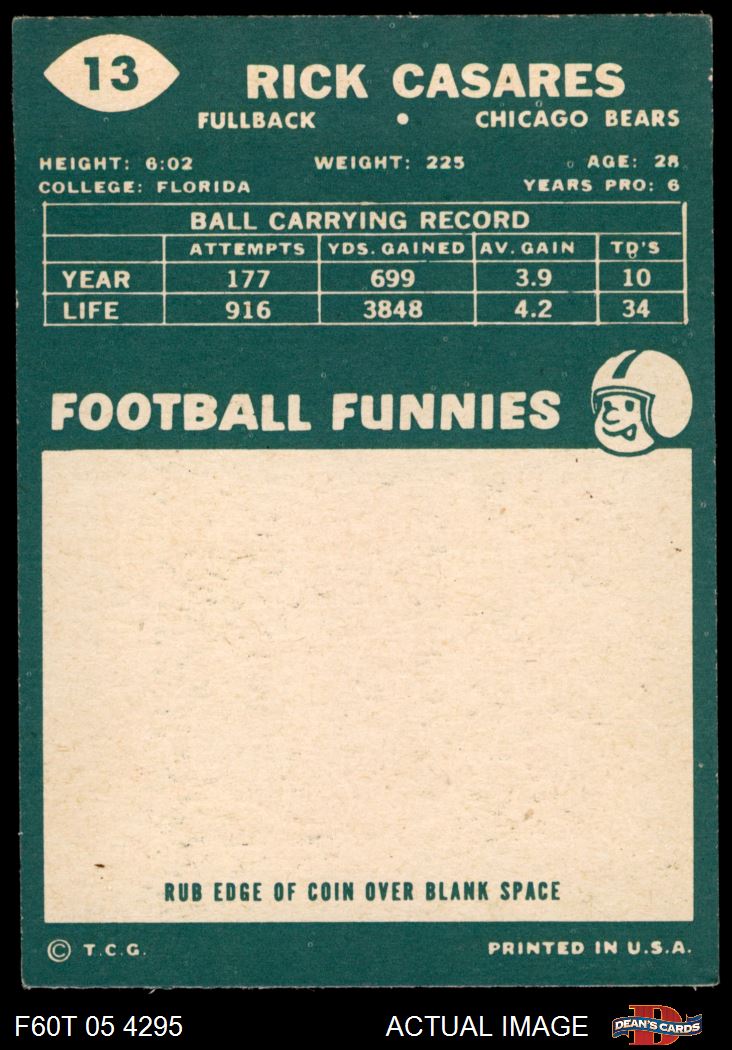 13
RICK CASARES
FULLBACK • CHICAGO BEARS
HEIGHT: 6:02 WEIGHT: 225 AGE: 28
COLLEGE: FLORIDA YEARS PRO: 6
BALL CARRYING RECORD
ATTEMPTS YDS. GAINED AV. GAIN TD'S
YEAR 177 699 3.9 10
LIFE 916 3848 4.2 34
FOOTBALL FUNNIES
RUB EDGE OF COIN OVER BLANK SPACE
© T.C.G. PRINTED IN U.S.A.
F60T 05 4295 ACTUAL IMAGE D DEAN'S CARDS